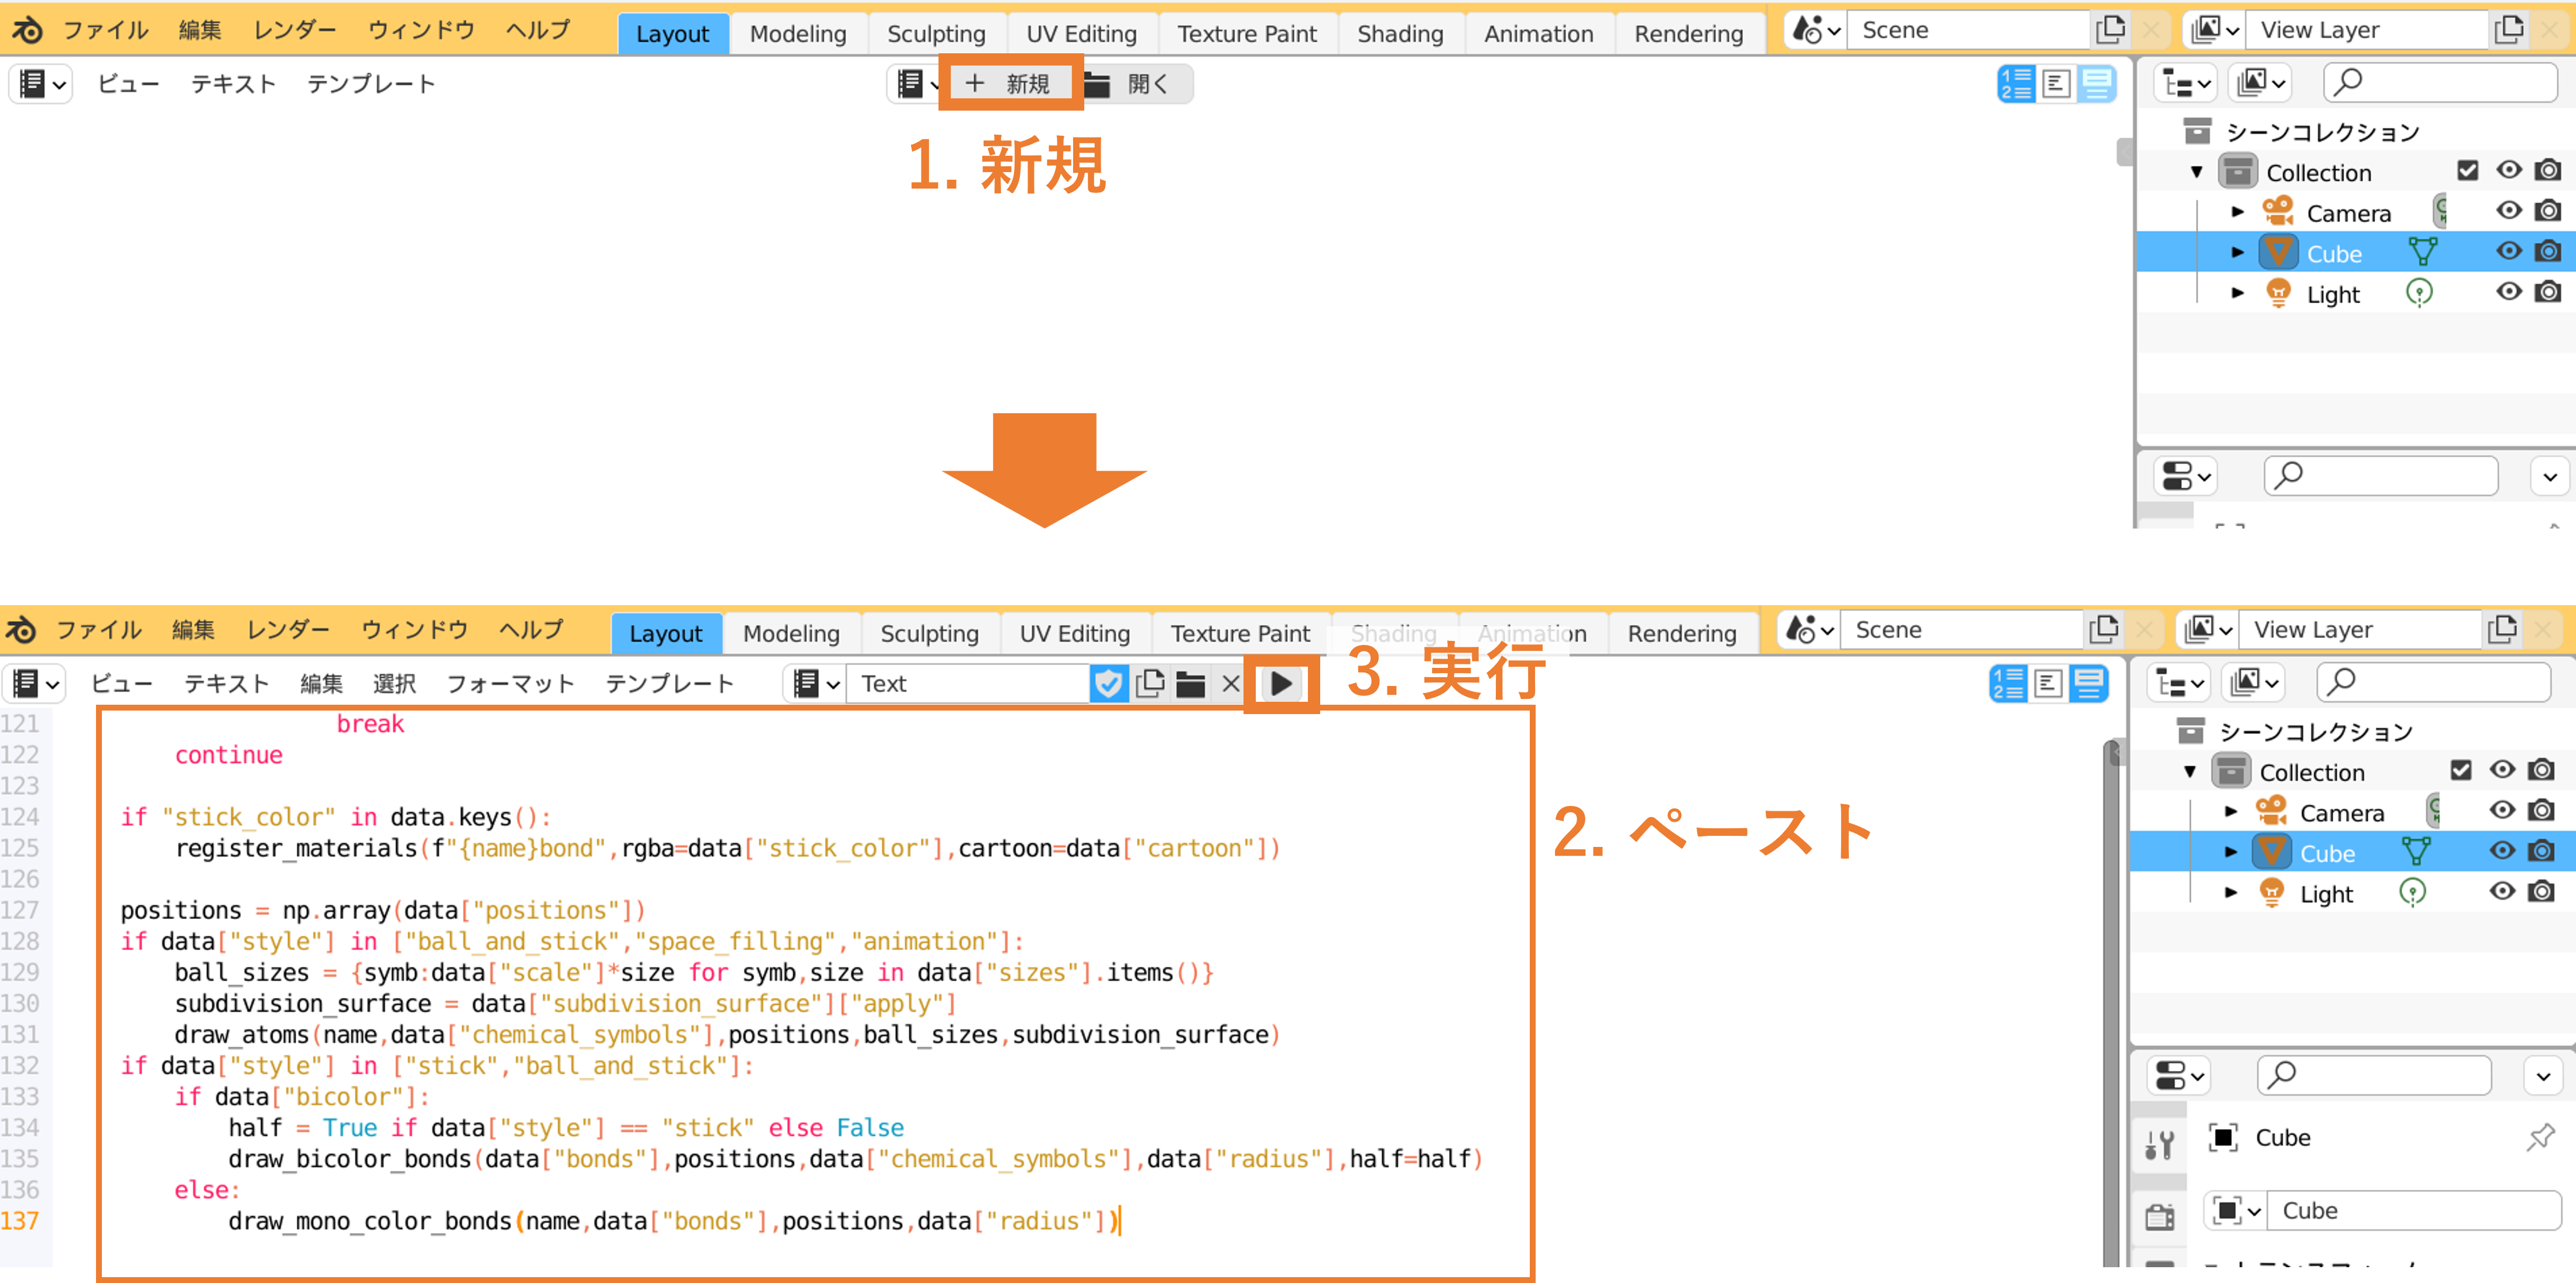 ファイル 編集 レンダー ウィンドウ ヘルプ Layout Modeling Sculpting UV Editing Texture Paint Shading Animation Rendering Scene View Layer
ビュー テキスト テンプレート + 新規 開く
1. 新規
シーンコレクション
Collection
Camera
Cube
Light
ファイル 編集 レンダー ウィンドウ ヘルプ Layout Modeling Sculpting UV Editing Texture Paint Shading Animation Rendering Scene View Layer
ビュー テキスト 編集 選択 フォーマット テンプレート Text
3. 実行
2. ペースト
121 break
122 continue
123
124 if "stick_color" in data.keys():
125 register_materials(f"{name}bond",rgba=data["stick_color"],cartoon=data["cartoon"])
126
127 positions = np.array(data["positions"])
128 if data["style"] in ["ball_and_stick","space_filling","animation"]:
129 ball_sizes = {symb:data["scale"]*size for symb,size in data["sizes"].items()}
130 subdivision_surface = data["subdivision_surface"]["apply"]
131 draw_atoms(name,data["chemical_symbols"],positions,ball_sizes,subdivision_surface)
132 if data["style"] in ["stick","ball_and_stick"]:
133 if data["bicolor"]:
134 half = True if data["style"] == "stick" else False
135 draw_bicolor_bonds(data["bonds"],positions,data["chemical_symbols"],data["radius"],half=half)
136 else:
137 draw_mono_color_bonds(name,data["bonds"],positions,data["radius"])
シーンコレクション
Collection
Camera
Cube
Light
Cube
Cube